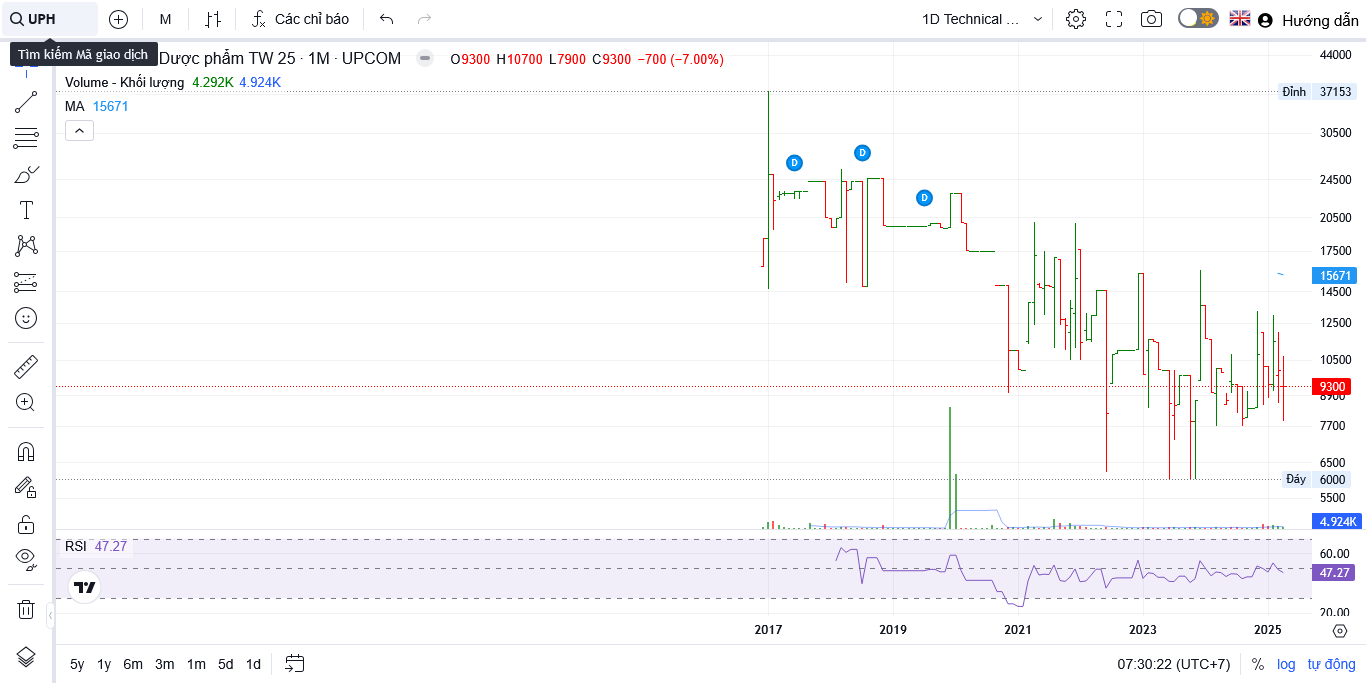 UPH
M
Các chỉ báo
1D Technical ...
Hướng dẫn
Tìm kiếm Mã giao dịch
Dược phẩm TW 25 · 1M · UPCOM
O9300 H10700 L7900 C9300 −700 (−7.00%)
Volume - Khối lượng 4.292K 4.924K
MA 15671
D
D
D
44000
Đỉnh 37153
30500
24500
20500
17500
15671
14500
12500
10500
9300
8900
7700
6500
Đáy 6000
5500
4.924K
RSI 47.27
60.00
47.27
20.00
2017 2019 2021 2023 2025
5y 1y 6m 3m 1m 5d 1d
07:30:22 (UTC+7) % log tự động